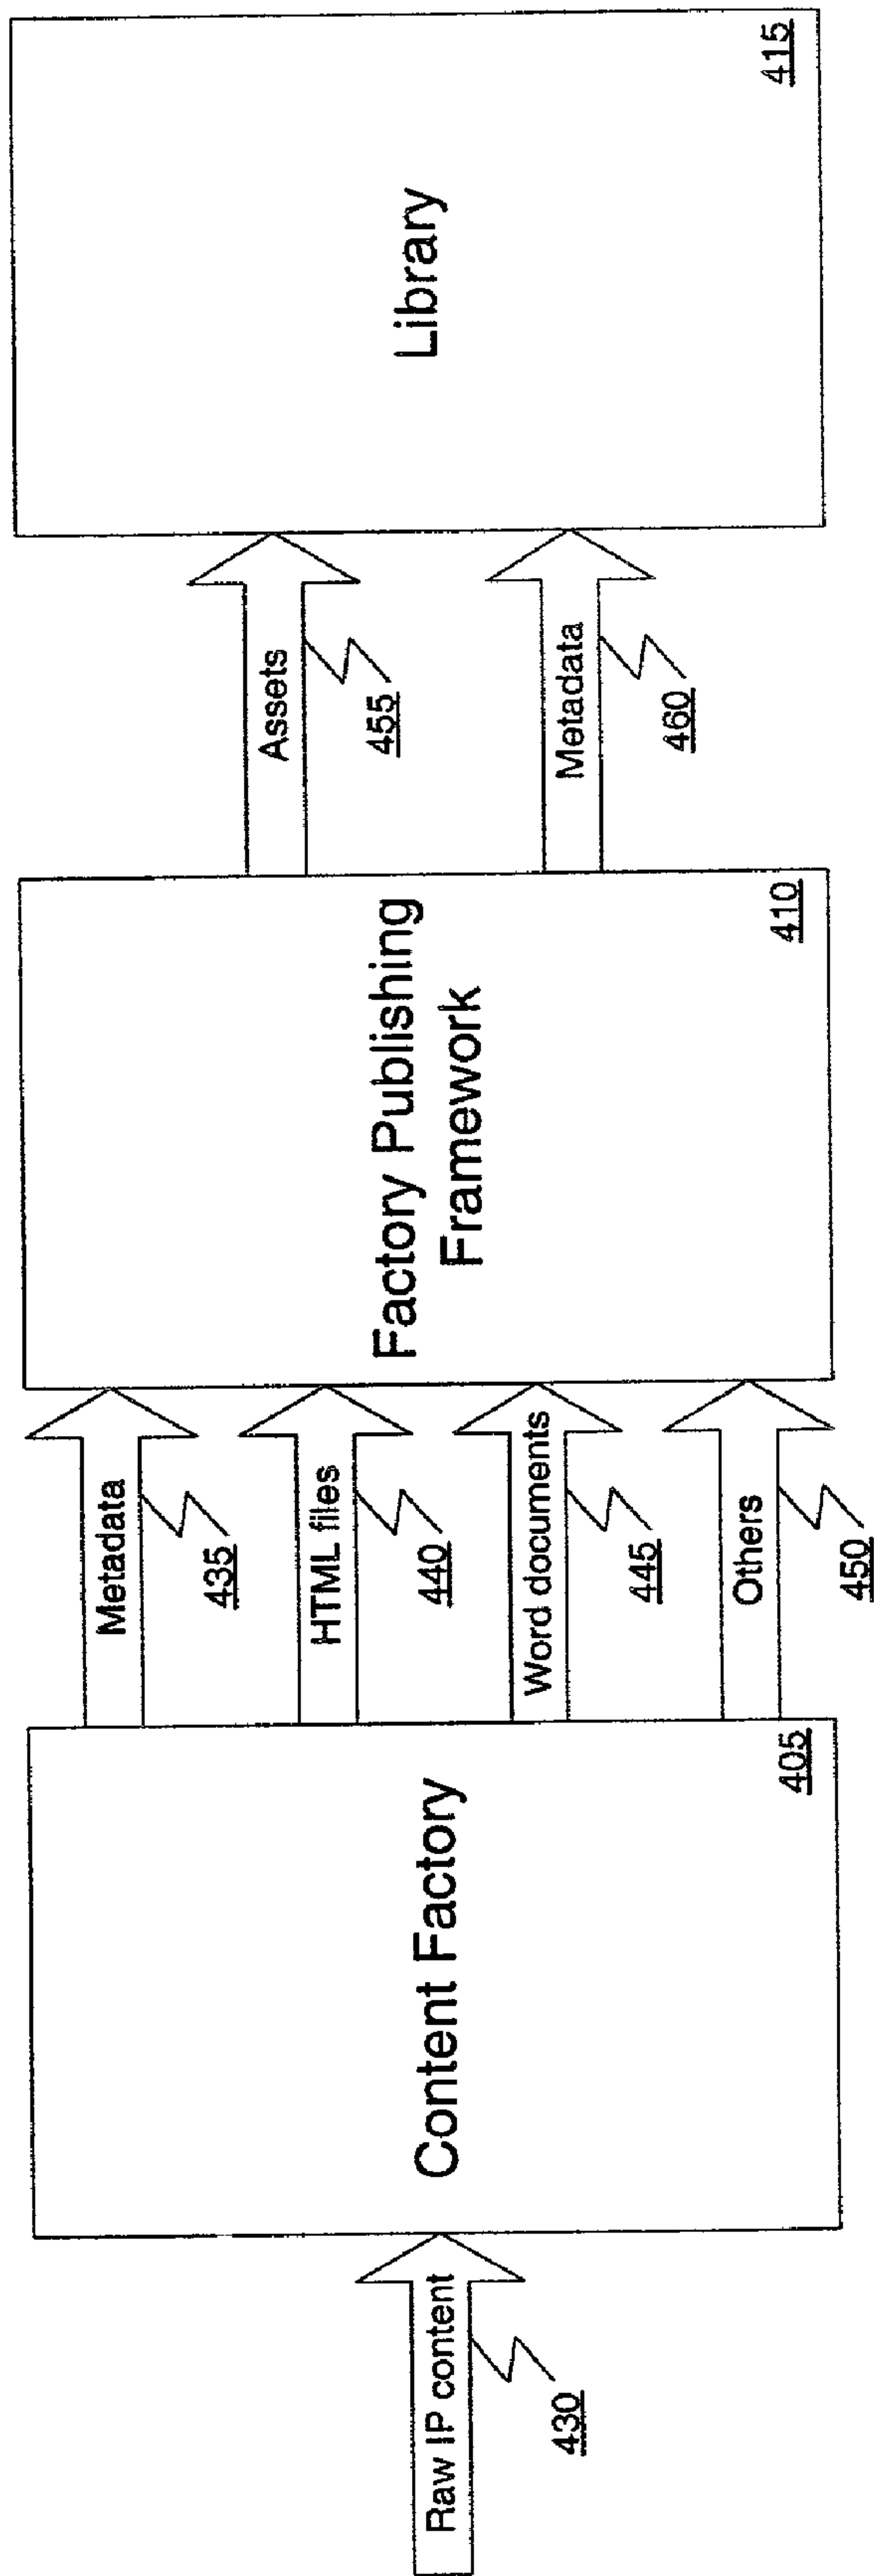 Raw IP content
430
Content Factory
405
Metadata
435
HTML files
440
Word documents
445
Others
450
Factory Publishing
Framework
410
Assets
455
Metadata
460
Library
415